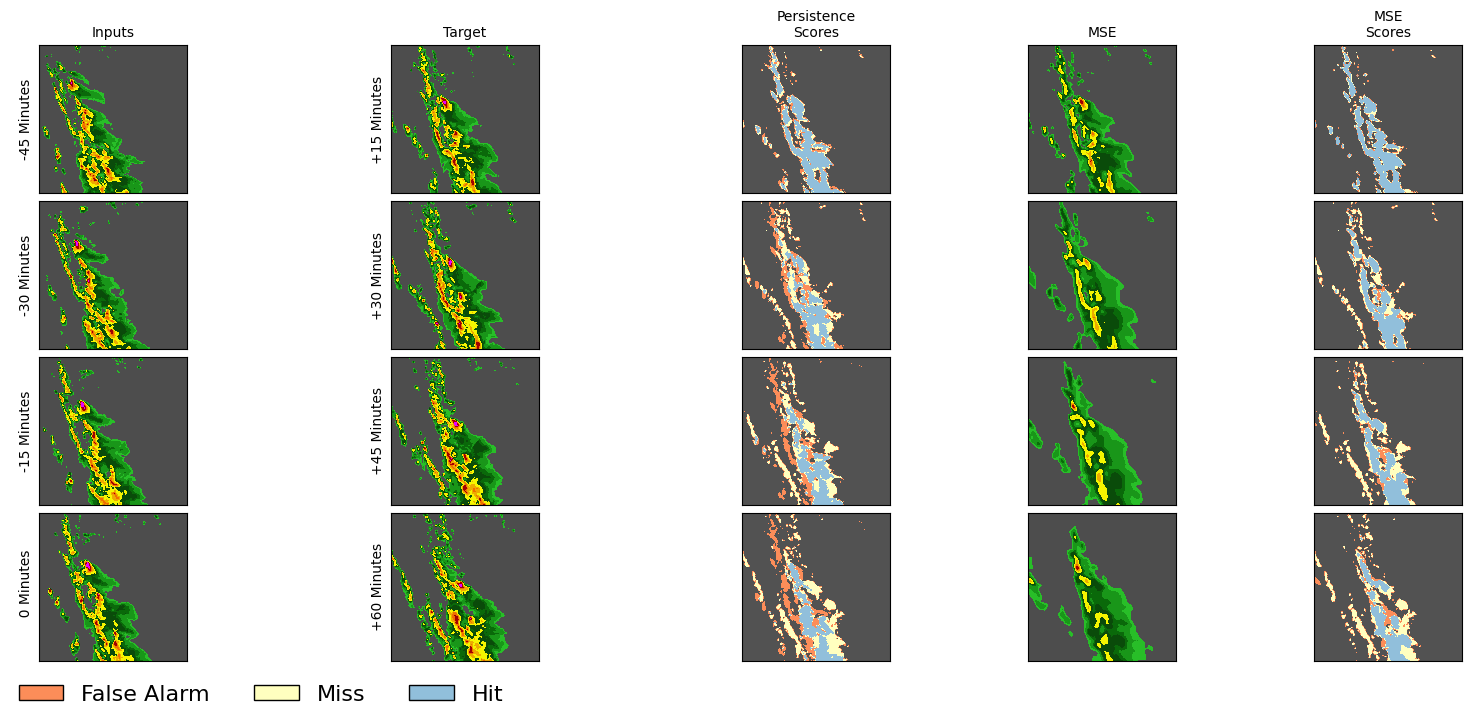 Inputs
Target
Persistence
Scores
MSE
MSE
Scores
-45 Minutes
+15 Minutes
-30 Minutes
+30 Minutes
-15 Minutes
+45 Minutes
0 Minutes
+60 Minutes
False Alarm
Miss
Hit